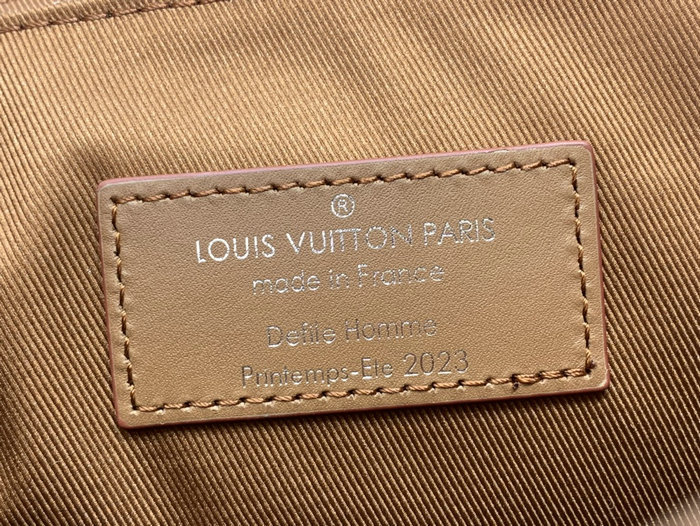 ®
LOUIS VUITTON PARIS
made in France
Defile Homme
Printemps-Ete 2023